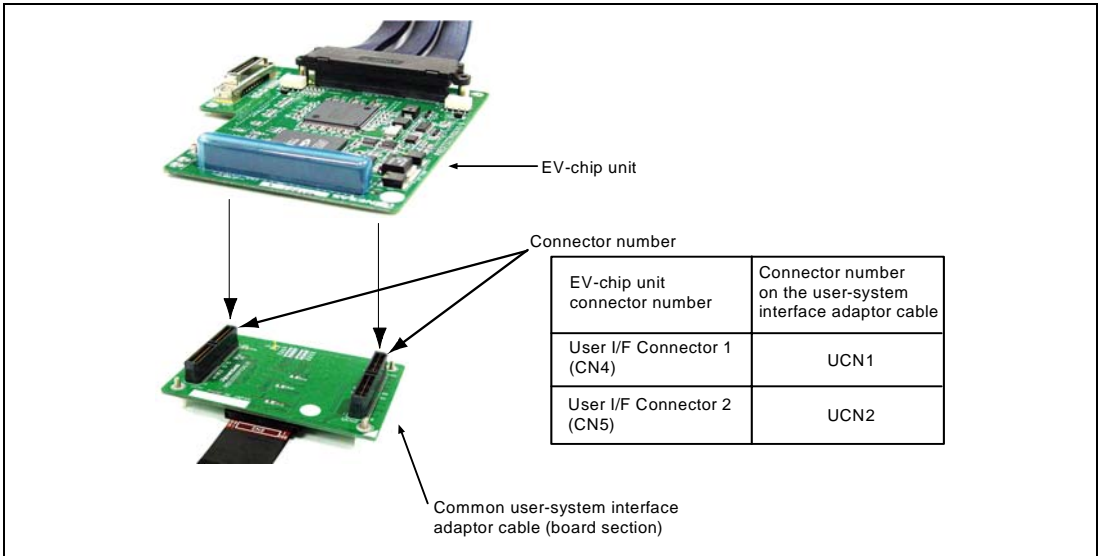 EV-chip unit
Connector number
EV-chip unit
connector number
Connector number
on the user-system
interface adaptor cable
User I/F Connector 1
(CN4)
UCN1
User I/F Connector 2
(CN5)
UCN2
Common user-system interface
adaptor cable (board section)